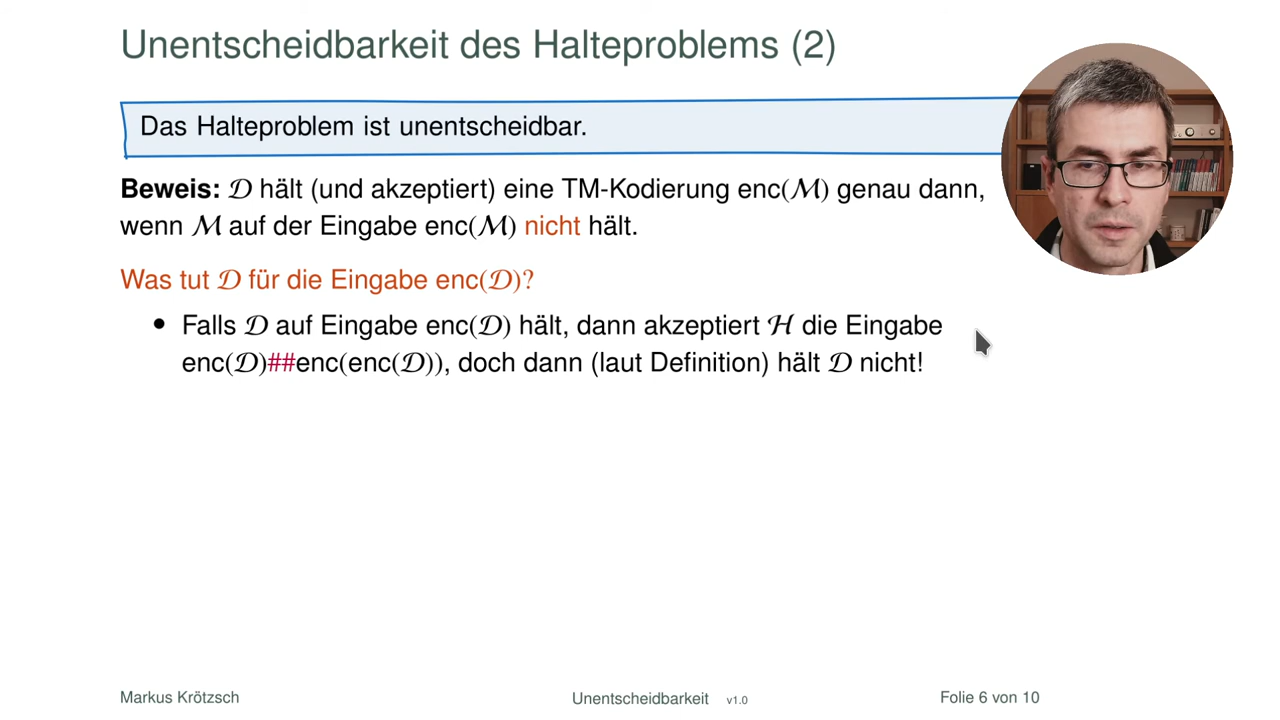 Unentscheidbarkeit des Halteproblems (2)
Das Halteproblem ist unentscheidbar.
Beweis: 𝒟 hält (und akzeptiert) eine TM-Kodierung enc(ℳ) genau dann,
wenn ℳ auf der Eingabe enc(ℳ) nicht hält.
Was tut 𝒟 für die Eingabe enc(𝒟)?
• Falls 𝒟 auf Eingabe enc(𝒟) hält, dann akzeptiert ℋ die Eingabe
enc(𝒟)##enc(enc(𝒟)), doch dann (laut Definition) hält 𝒟 nicht!
Markus Krötzsch Unentscheidbarkeit v1.0 Folie 6 von 10